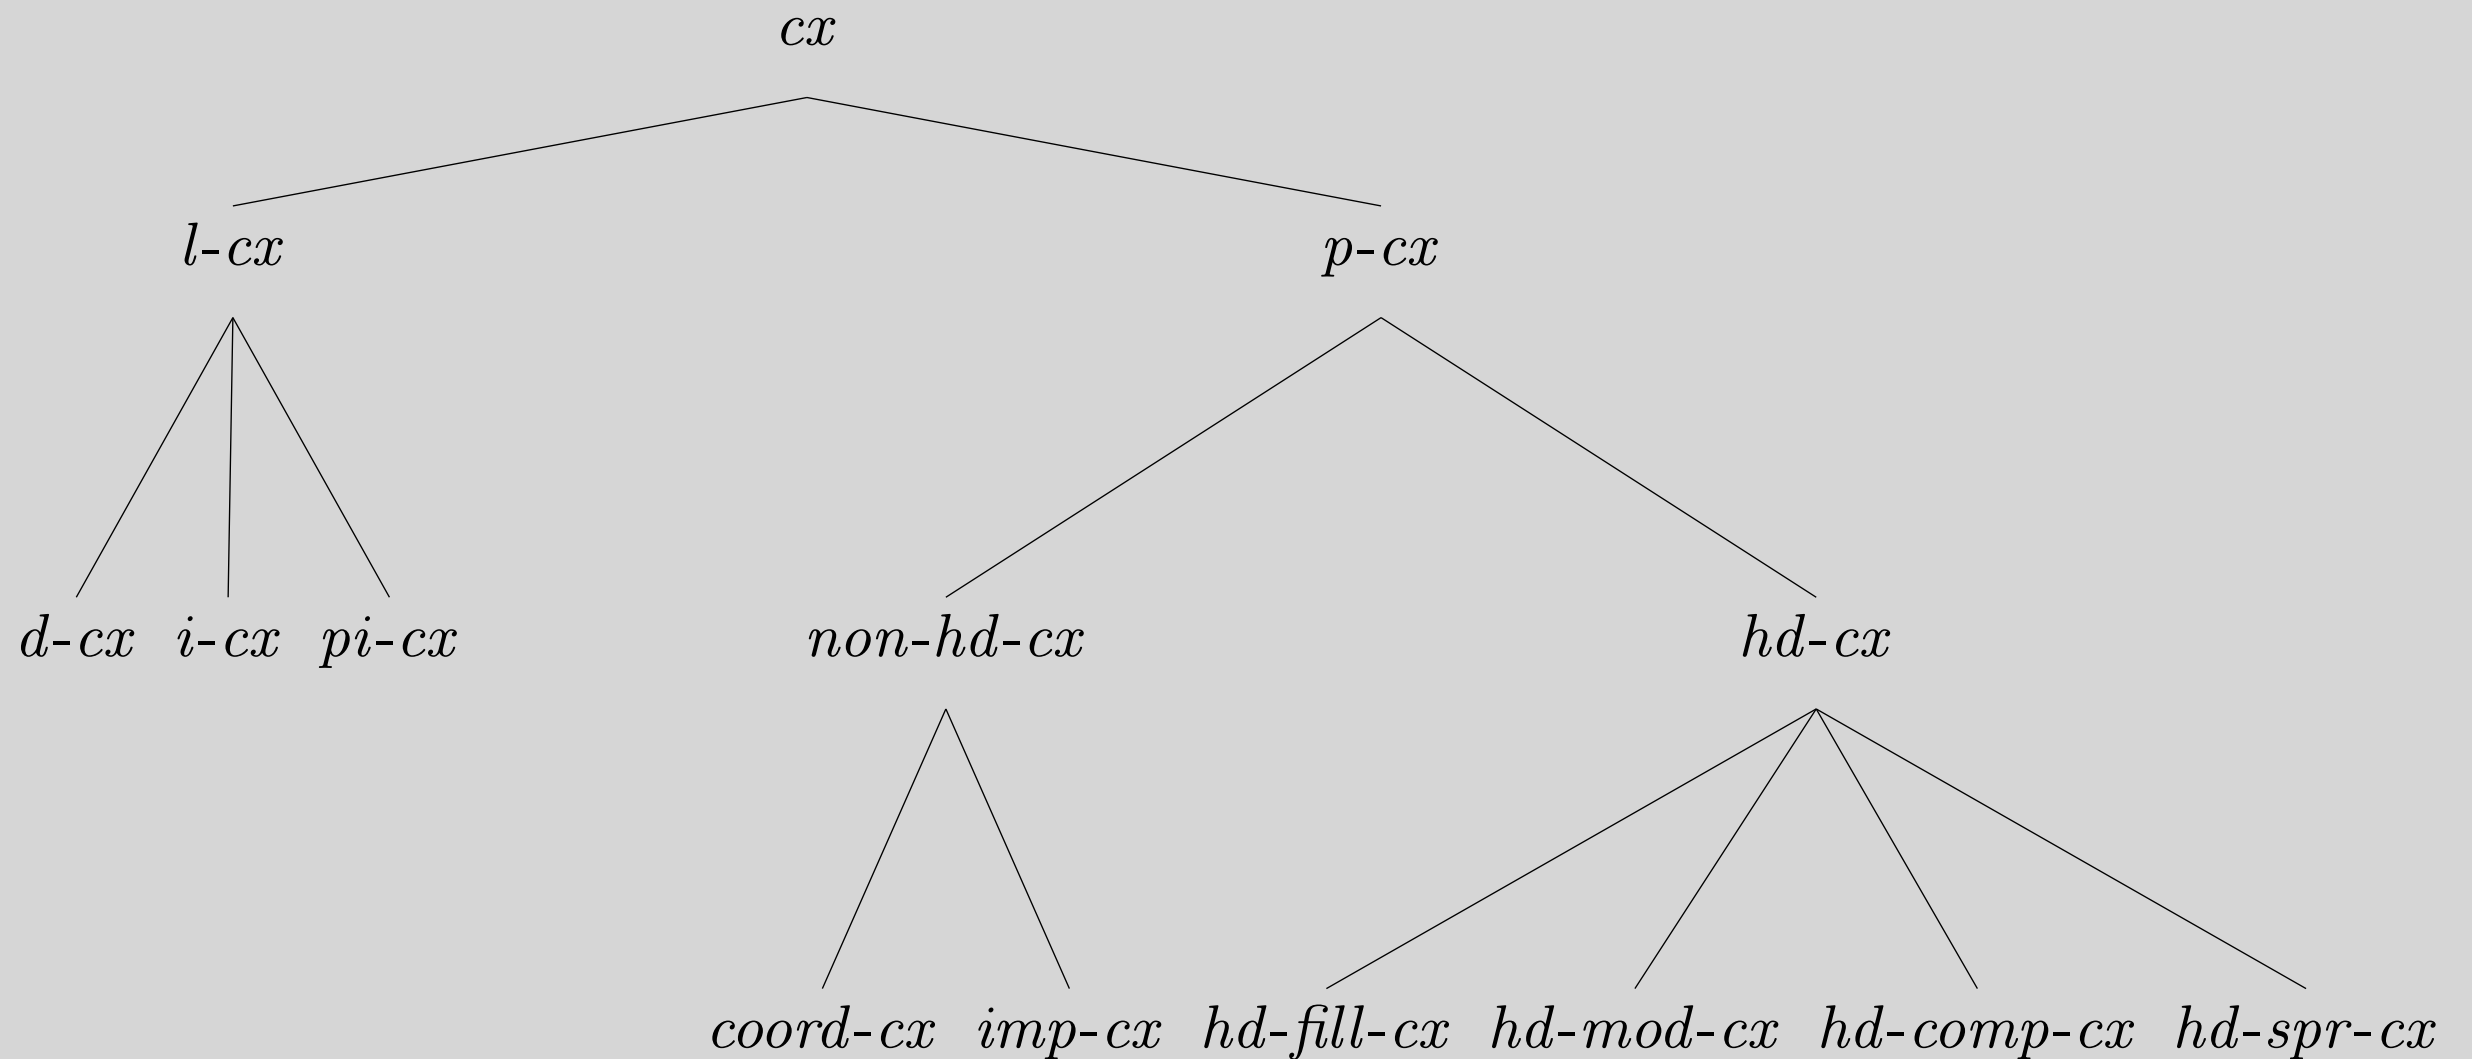 cx
l-cx p-cx
d-cx i-cx pi-cx non-hd-cx hd-cx
coord-cx imp-cx hd-fill-cx hd-mod-cx hd-comp-cx hd-spr-cx